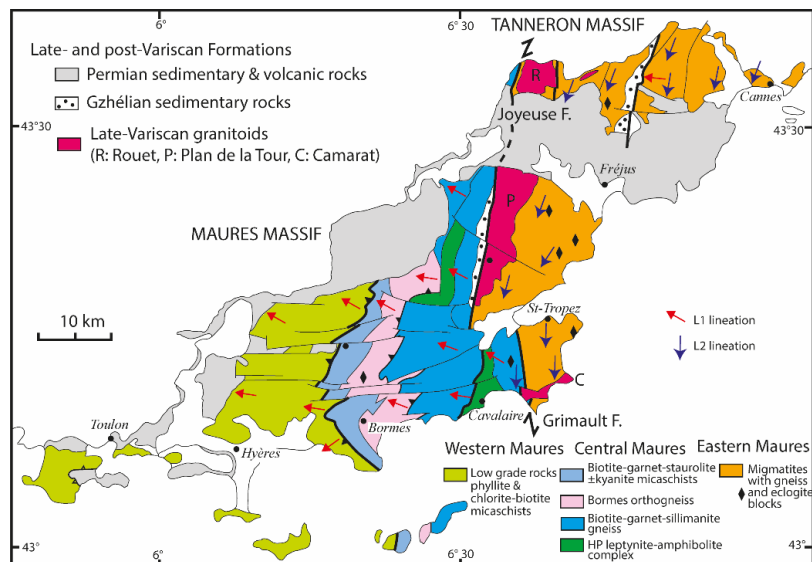 6°
6° 30
TANNERON MASSIF
Late- and post-Variscan Formations
Permian sedimentary & volcanic rocks
Gzhélian sedimentary rocks
Late-Variscan granitoids
(R: Rouet, P: Plan de la Tour, C: Camarat)
R
Joyeuse F.
Cannes
43°30
43°30
Fréjus
P
MAURES MASSIF
10 km
St-Tropez
L1 lineation
L2 lineation
C
Toulon
Hyères
Bormes
Cavalaire
Grimault F.
Western Maures
Low grade rocks
phyllite &
chlorite-biotite
micaschists
Central Maures
Biotite-garnet-staurolite
±kyanite micaschists
Bormes orthogneiss
Biotite-garnet-sillimanite
gneiss
HP leptynite-amphibolite
complex
Eastern Maures
Migmatites
with gneiss
and eclogite
blocks
43°
43°
6°
6° 30